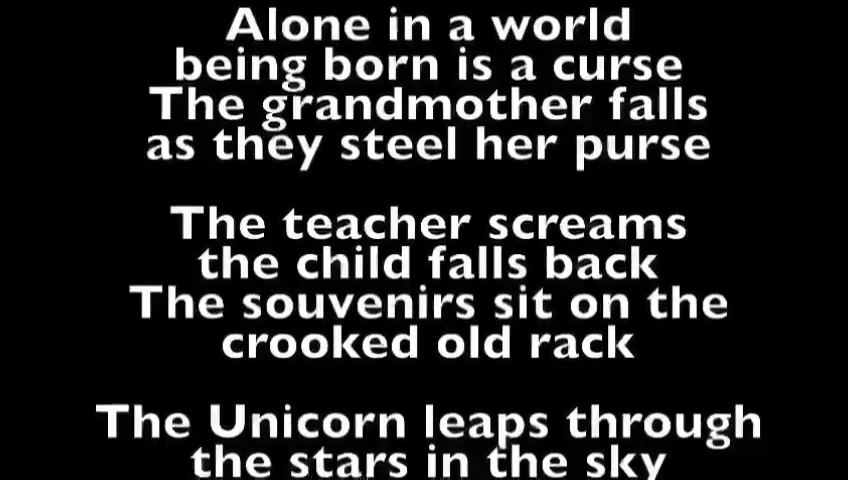 Alone in a world
being born is a curse
The grandmother falls
as they steel her purse
The teacher screams
the child falls back
The souvenirs sit on the
crooked old rack
The Unicorn leaps through
the stars in the sky